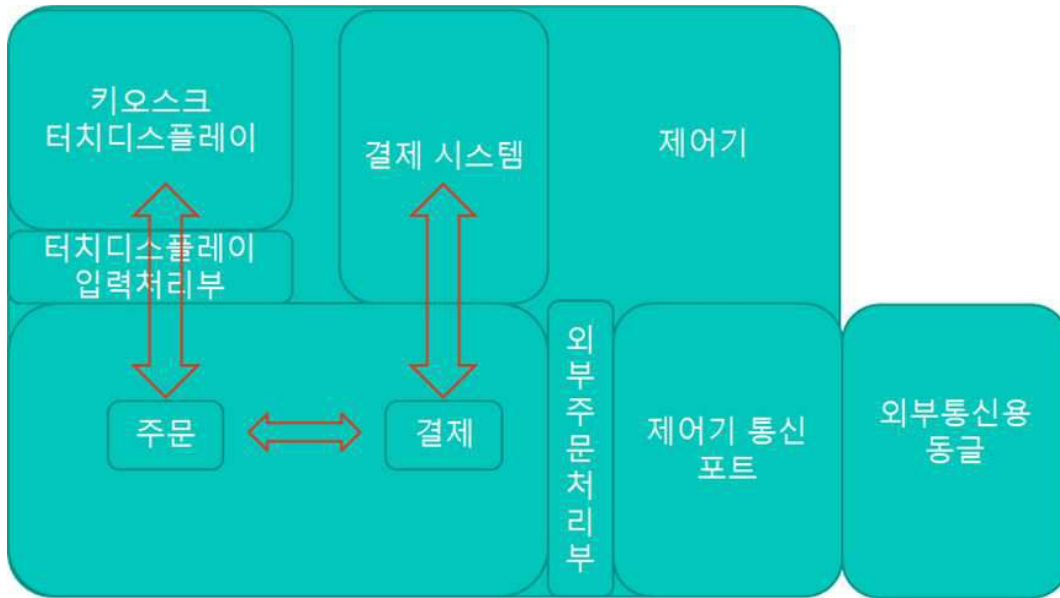 키오스크
터치디스플레이
결제 시스템
제어기
터치디스플레이
입력처리부
주문
결제
외부주문처리부
제어기 통신
포트
외부통신용
동글